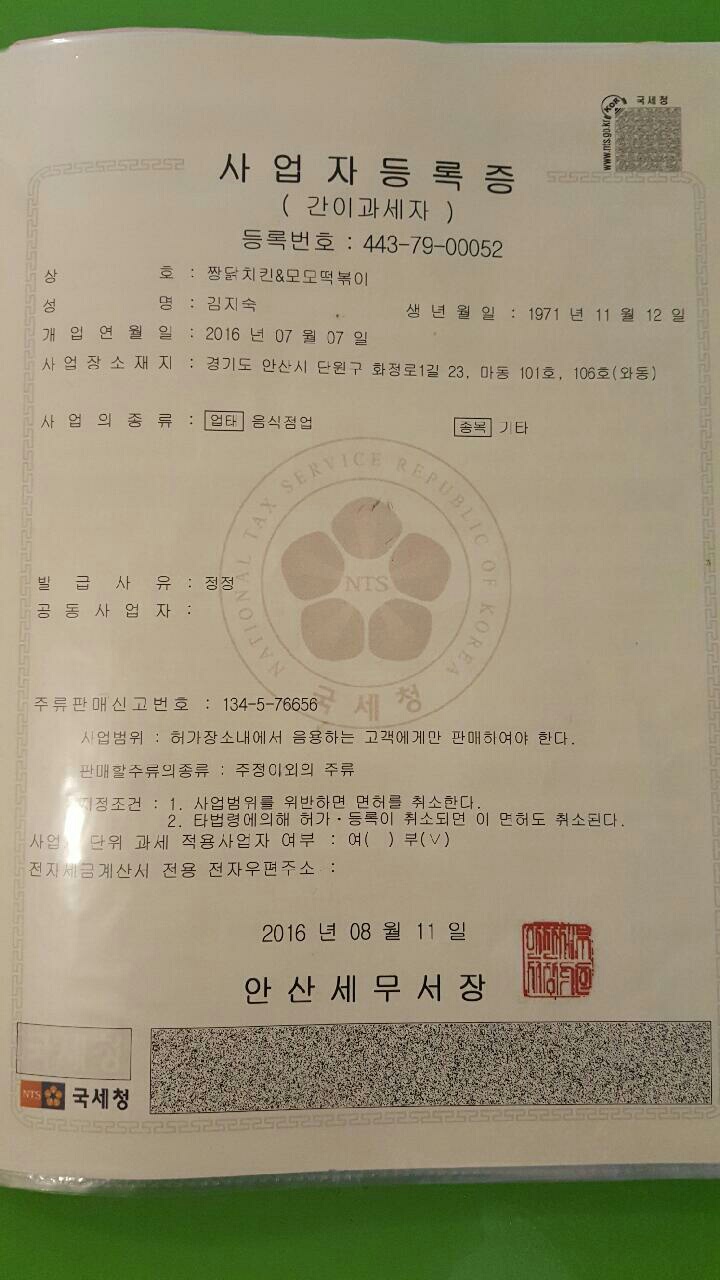 국세청
www.nts.go.kr
사업자등록증
( 간이과세자 )
등록번호 : 443-79-00052
상 호 : 짱닭치킨&모모떡볶이
성 명 : 김지숙 생 년 월 일 : 1971 년 11 월 12 일
개 업 연 월 일 : 2016 년 07 월 07 일
사 업 장 소 재 지 : 경기도 안산시 단원구 화정로1길 23, 마동 101호, 106호(와동)
사 업 의 종 류 : 업태 음식점업 종목 기타
NATIONAL TAX SERVICE REPUBLIC OF KOREA
NTS
국세청
발 급 사 유 : 정정
공 동 사 업 자 :
주류판매신고번호 : 134-5-76656
사업범위 : 허가장소내에서 음용하는 고객에게만 판매하여야 한다.
판매할주류의종류 : 주정이외의 주류
지정조건 : 1. 사업범위를 위반하면 면허를 취소한다.
2. 타법령에의해 허가·등록이 취소되면 이 면허도 취소된다.
사업자 단위 과세 적용사업자 여부 : 여( ) 부(∨)
전자세금계산서 전용 전자우편주소 :
2016 년 08 월 11 일
안산세무서장
NTS 국세청